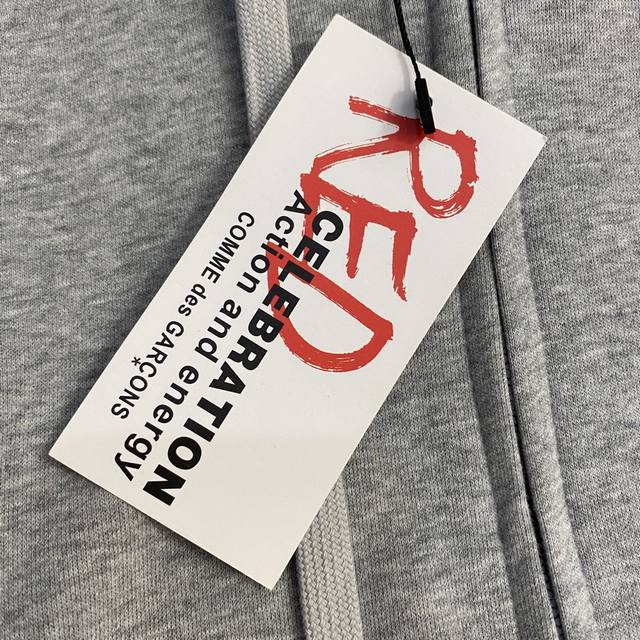 RED
CELEBRATION
Action and energy
COMME des GARÇONS
*